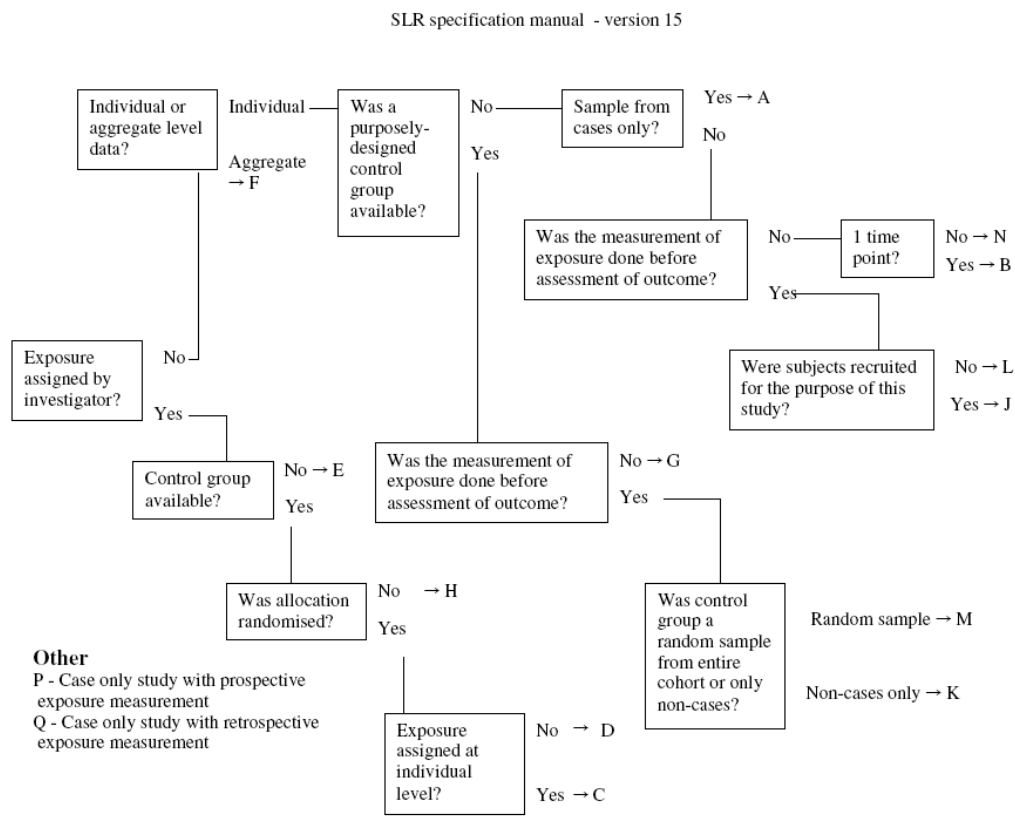 SLR specification manual - version 15
Individual or
aggregate level
data?
Individual
Aggregate
→ F
Was a
purposely-
designed
control
group
available?
No
Yes
Sample from
cases only?
Yes → A
No
Was the measurement of
exposure done before
assessment of outcome?
No
Yes
1 time
point?
No → N
Yes → B
Were subjects recruited
for the purpose of this
study?
No → L
Yes → J
Exposure
assigned by
investigator?
No
Yes
Control group
available?
No → E
Yes
Was the measurement of
exposure done before
assessment of outcome?
No → G
Yes
Was allocation
randomised?
No → H
Yes
Was control
group a
random sample
from entire
cohort or only
non-cases?
Random sample → M
Non-cases only → K
Other
P - Case only study with prospective
exposure measurement
Q - Case only study with retrospective
exposure measurement
Exposure
assigned at
individual
level?
No → D
Yes → C